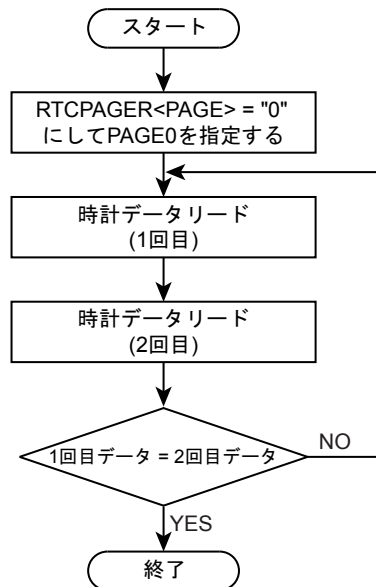 スタート
RTCPAGER<PAGE> = "0"
にしてPAGE0を指定する
時計データリード
(1回目)
時計データリード
(2回目)
1回目データ = 2回目データ
NO
YES
終了